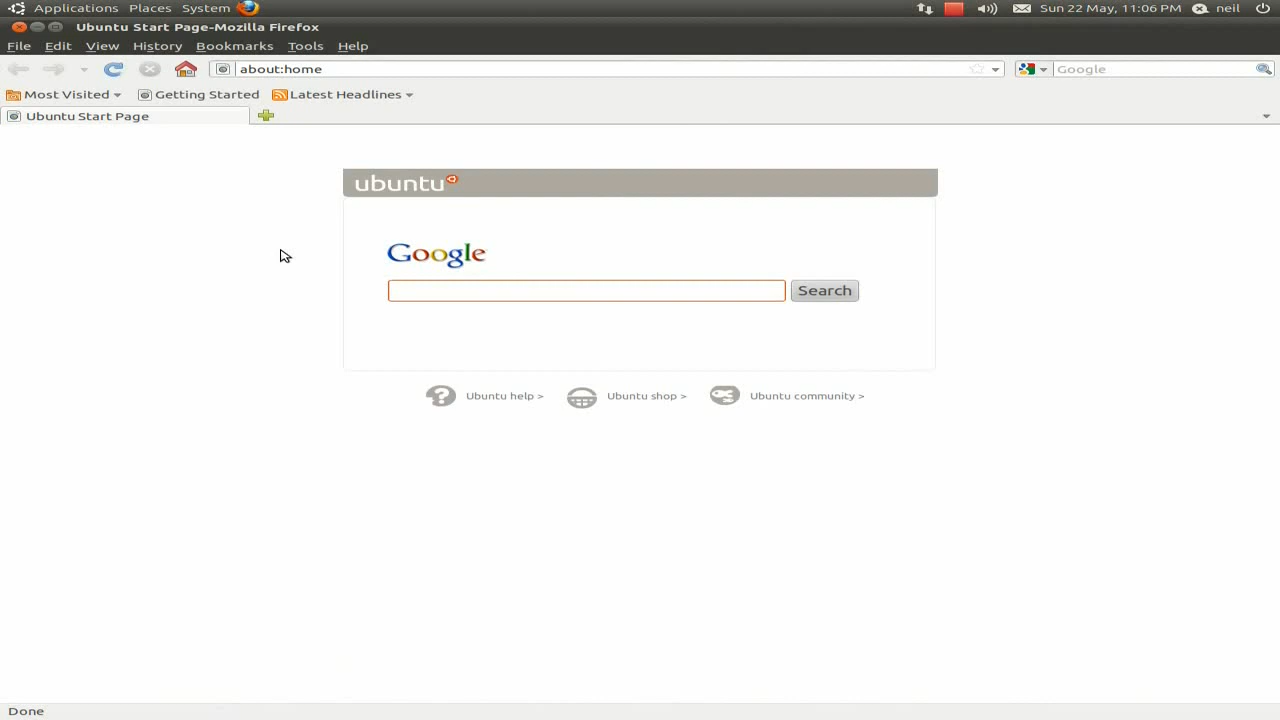 Applications Places System Sun 22 May, 11:06 PM neil
Ubuntu Start Page-Mozilla Firefox
File Edit View History Bookmarks Tools Help
about:home Google
Most Visited Getting Started Latest Headlines
Ubuntu Start Page
ubuntu
Google
Search
Ubuntu help > Ubuntu shop > Ubuntu community >
Done